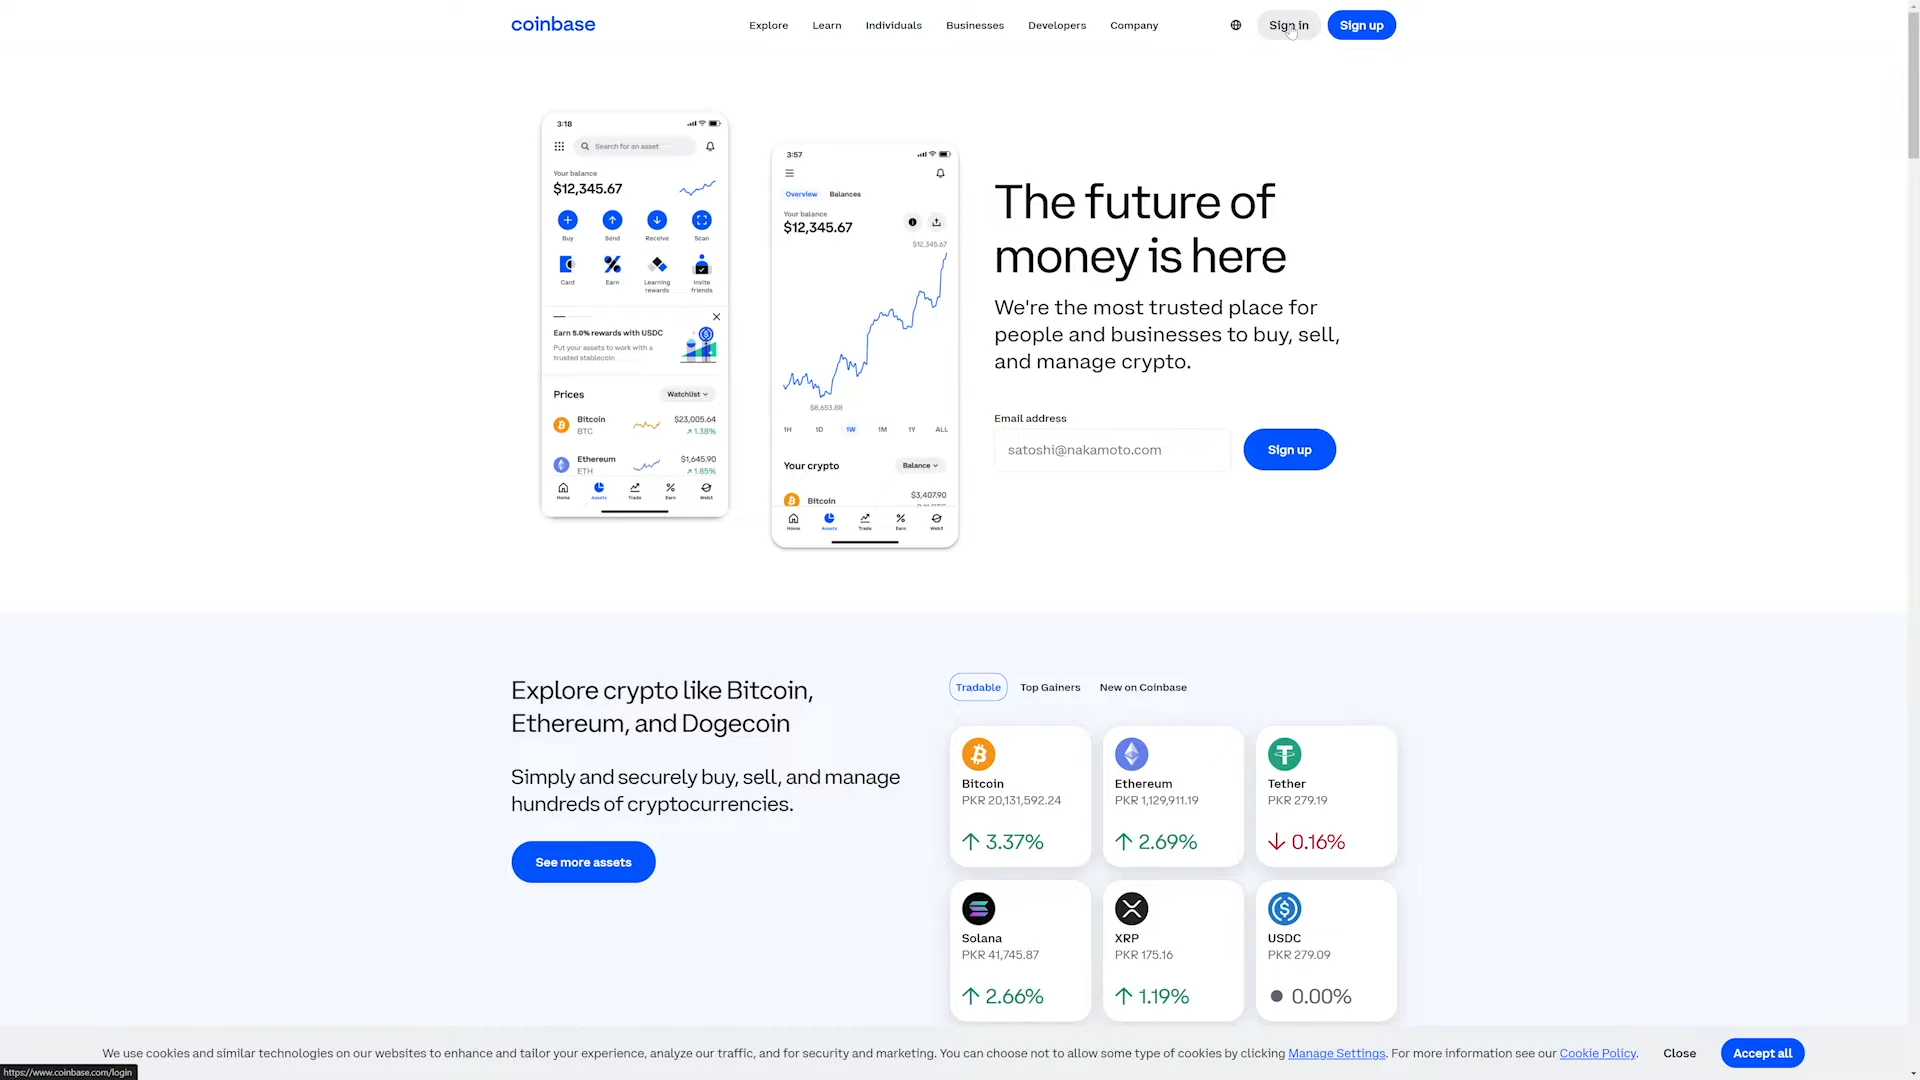 coinbase
Explore
Learn
Individuals
Businesses
Developers
Company
Sign in
Sign up
3:18
Search for an asset
Your balance
$12,345.67
Buy
Send
Receive
Scan
Card
Earn
Learning
rewards
Invite
friends
Earn 5.0% rewards with USDC
Put your assets to work with a
trusted stablecoin
Prices
Watchlist
Bitcoin
$23,005.64
BTC
↗ 1.38%
Ethereum
$1,645.90
ETH
↗ 1.85%
Home
Assets
Trade
Earn
Web3
3:57
Overview
Balances
Your balance
$12,345.67
$12,345.67
$8,653.88
1H
1D
1W
1M
1Y
ALL
Your crypto
Balance
Bitcoin
$3,407.90
Home
Assets
Trade
Earn
Web3
The future of
money is here
We're the most trusted place for
people and businesses to buy, sell,
and manage crypto.
Email address
satoshi@nakamoto.com
Sign up
Explore crypto like Bitcoin,
Ethereum, and Dogecoin
Simply and securely buy, sell, and manage
hundreds of cryptocurrencies.
See more assets
Tradable
Top Gainers
New on Coinbase
Bitcoin
PKR 20,131,592.24
↑ 3.37%
Ethereum
PKR 1,129,911.19
↑ 2.69%
Tether
PKR 279.19
↓ 0.16%
Solana
PKR 41,745.87
↑ 2.66%
XRP
PKR 175.16
↑ 1.19%
USDC
PKR 279.09
● 0.00%
We use cookies and similar technologies on our websites to enhance and tailor your experience, analyze our traffic, and for security and marketing. You can choose not to allow some type of cookies by clicking Manage Settings. For more information see our Cookie Policy.
Close
Accept all
https://www.coinbase.com/login